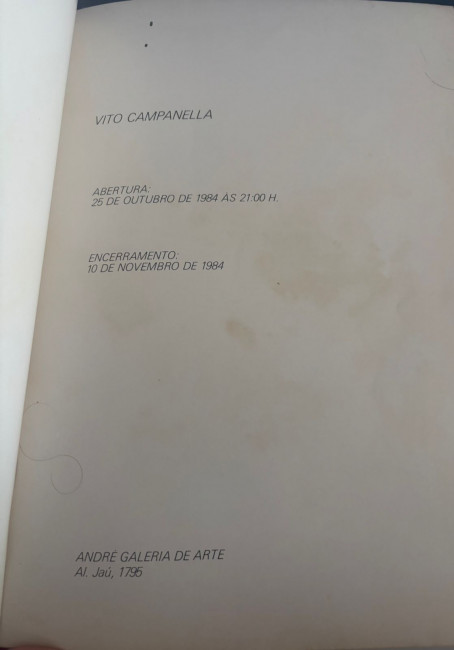 VITO CAMPANELLA
ABERTURA:
25 DE OUTUBRO DE 1984 ÀS 21:00 H.
ENCERRAMENTO:
10 DE NOVEMBRO DE 1984
ANDRÉ GALERIA DE ARTE
Al. Jaú, 1795